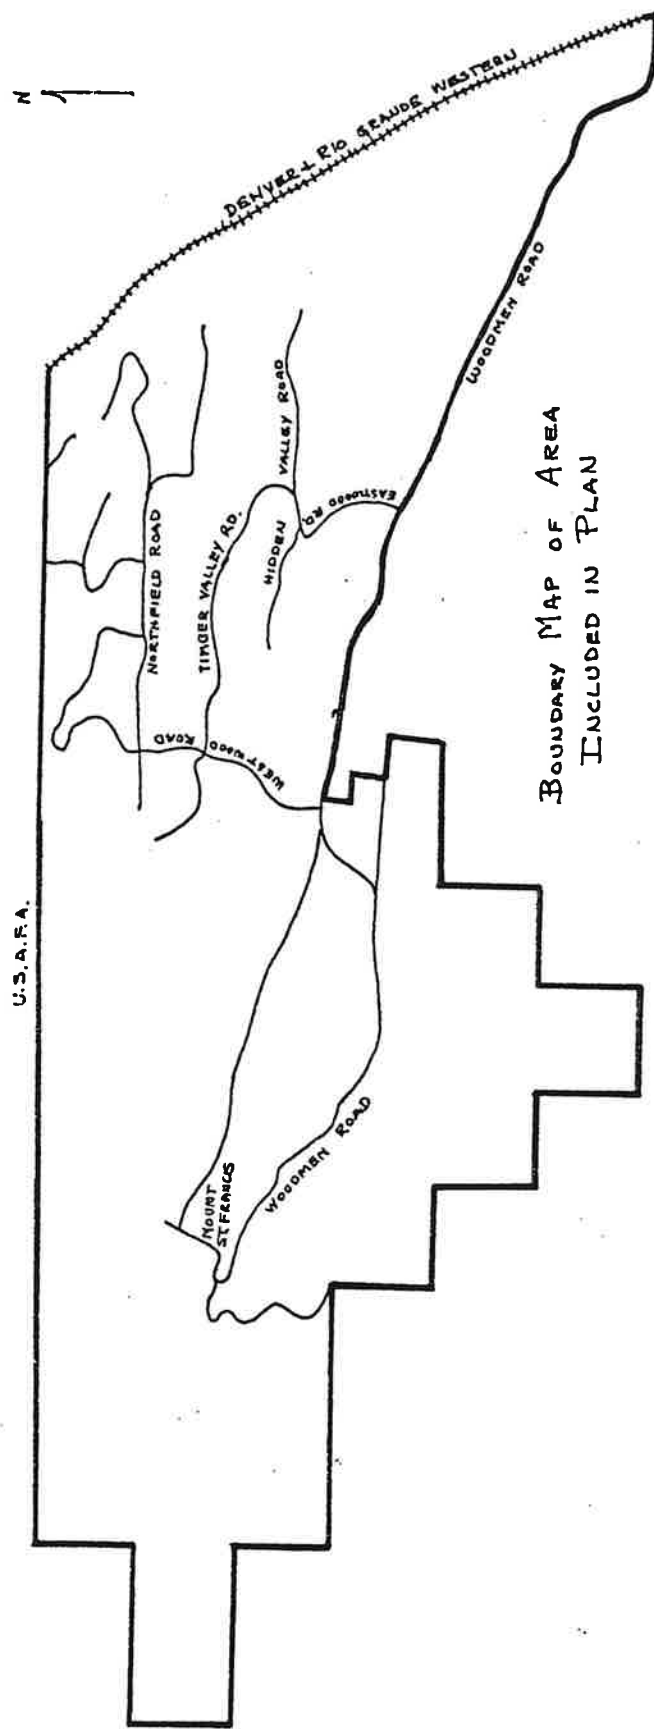 N
U.S.A.F.A.
DENVER & RIO GRANDE WESTERN
NORTHFIELD ROAD
TIMBER VALLEY RD.
HIDDEN VALLEY ROAD
EASTWOOD RD.
WESTWOOD ROAD
WOODMEN ROAD
MOUNT
ST FRANCIS
WOODMEN ROAD
BOUNDARY MAP OF AREA
INCLUDED IN PLAN